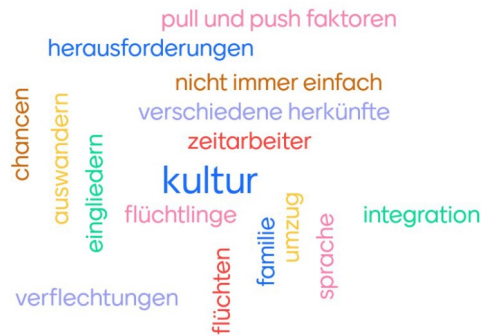 pull und push faktoren
herausforderungen
nicht immer einfach
chancen
auswandern
verschiedene herkünfte
zeitarbeiter
eingliedern
kultur
flüchtlinge
familie
umzug
sprache
integration
flüchten
verflechtungen